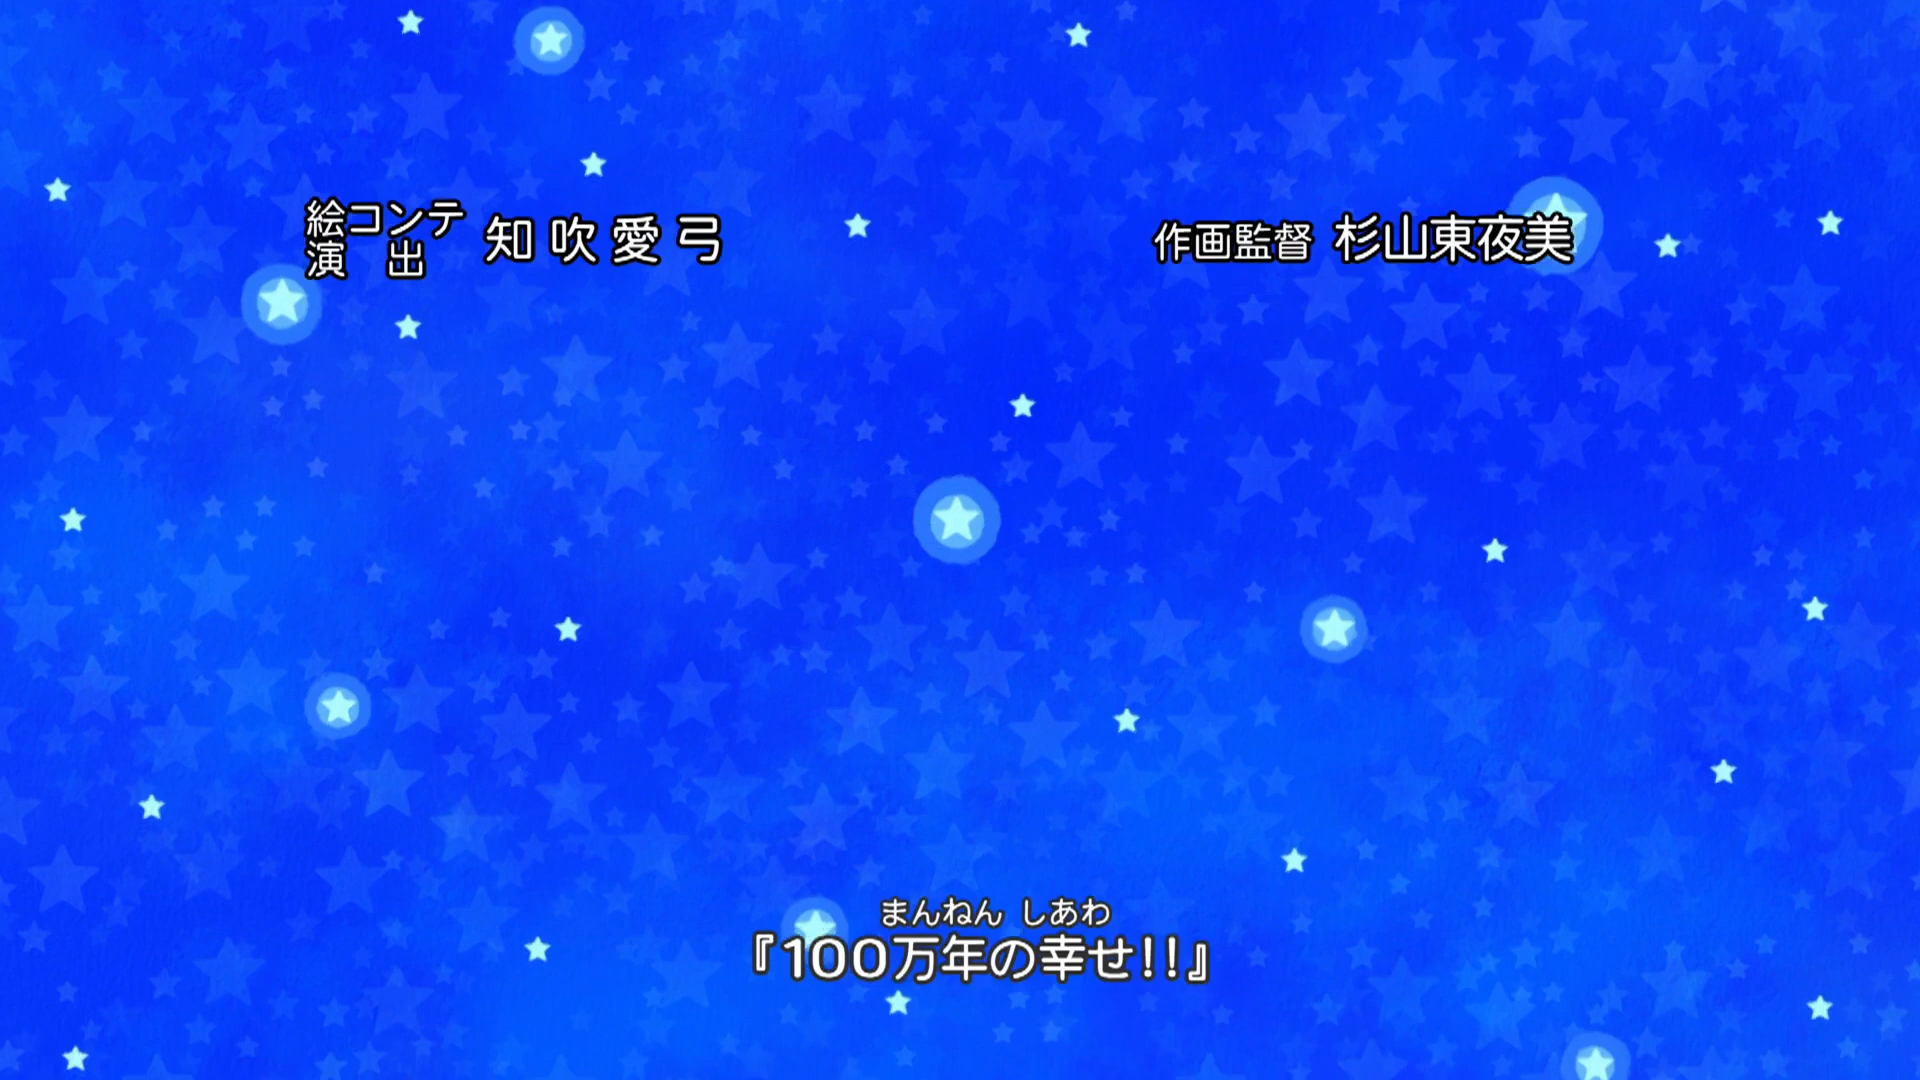 絵コンテ
演　出
知吹愛弓
作画監督 杉山東夜美
まんねん しあわ
『100万年の幸せ!!』